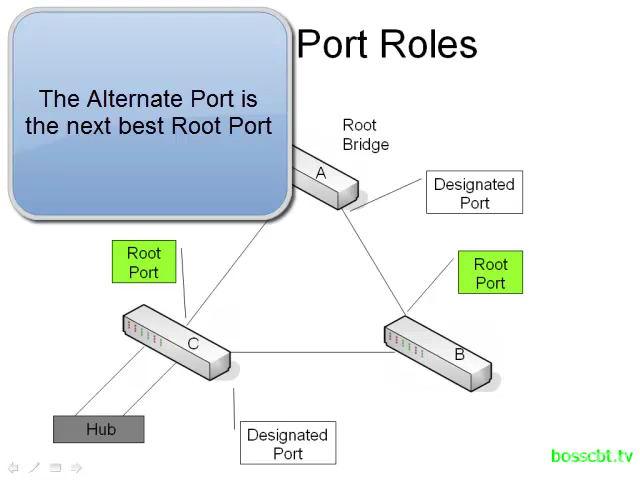 Port Roles
The Alternate Port is
the next best Root Port
Root
Bridge
A
Designated
Port
Root
Port
Root
Port
C
B
Hub
Designated
Port
bosscbt.tv